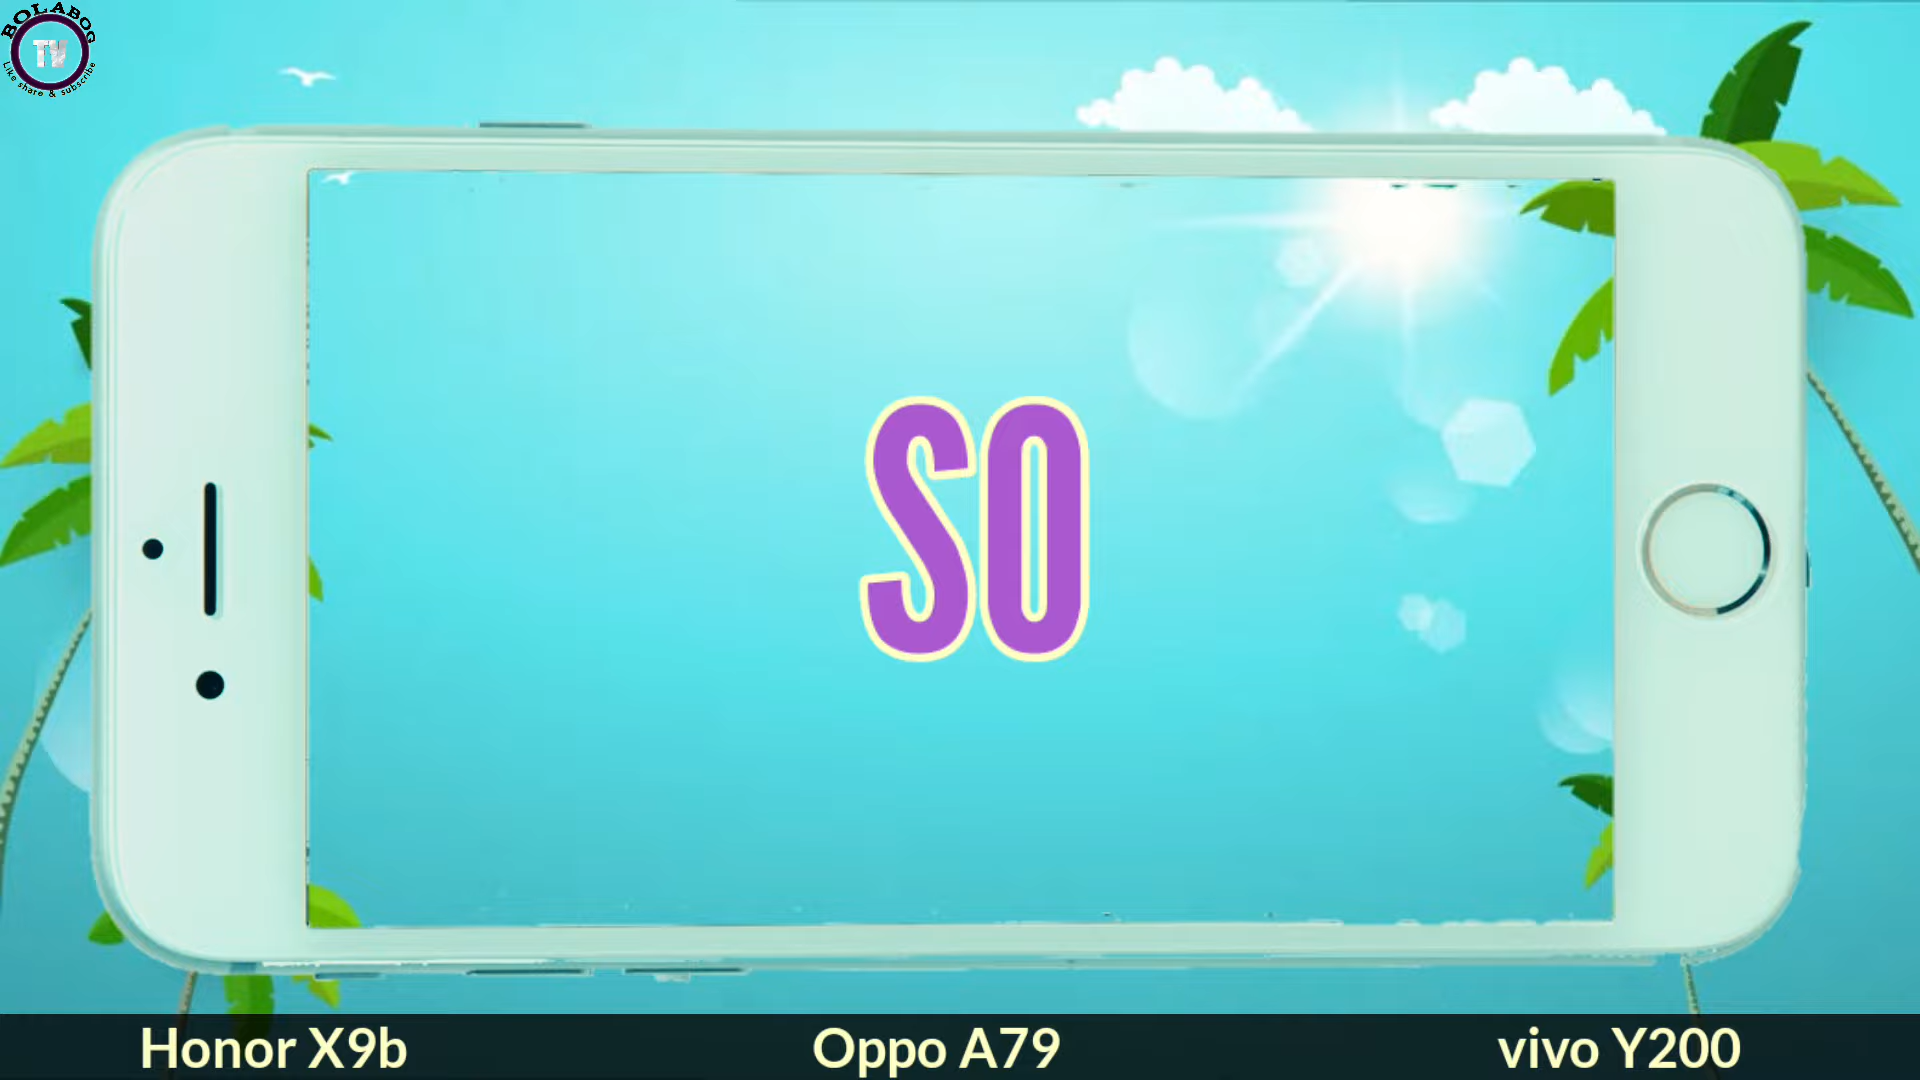 BOLABOG
TV
Like share & subscribe
SO
Honor X9b
Oppo A79
vivo Y200